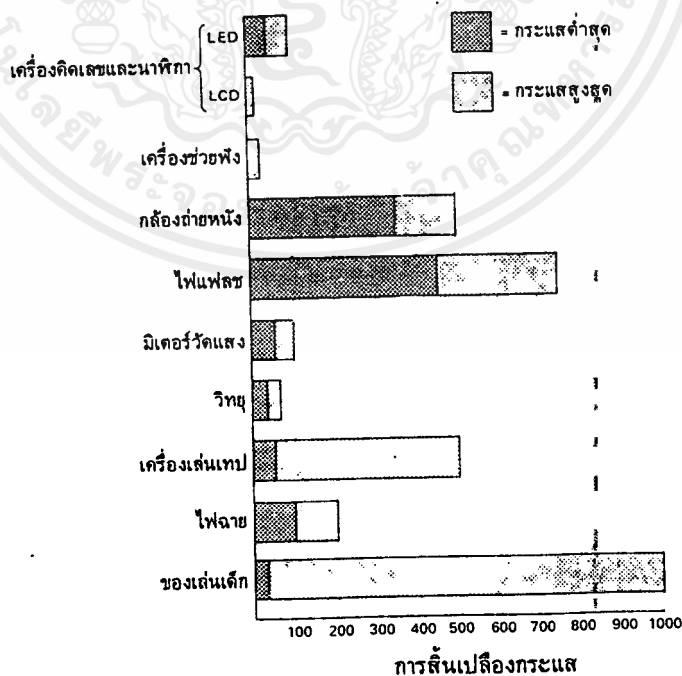 LED
= กระแสต่ำสุด
เครื่องคิดเลขและนาฬิกา
LCD
= กระแสสูงสุด
เครื่องช่วยฟัง
กล้องถ่ายหนัง
ไฟแฟลช
มิเตอร์วัดแสง
วิทยุ
เครื่องเล่นเทป
ไฟฉาย
ของเล่นเด็ก
100 200 300 400 500 600 700 800 900 1000
การสิ้นเปลืองกระแส